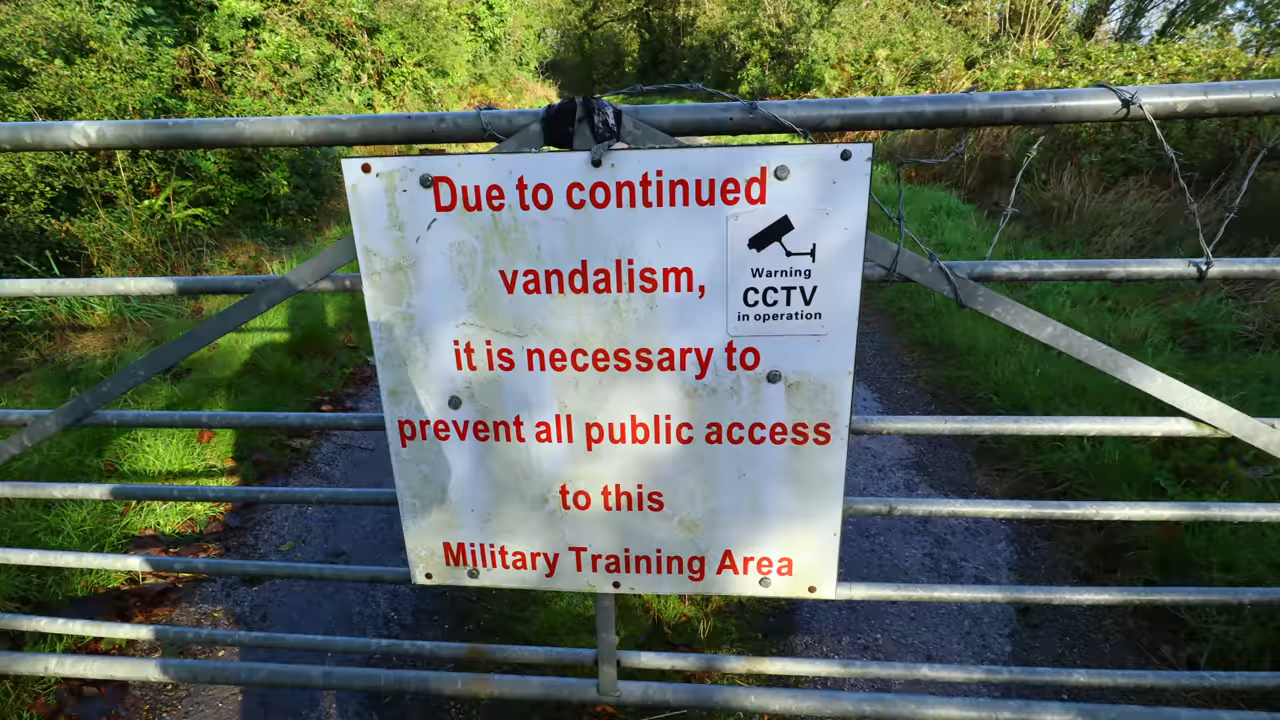 Due to continued
vandalism,
it is necessary to
prevent all public access
to this
Military Training Area
Warning
CCTV
in operation